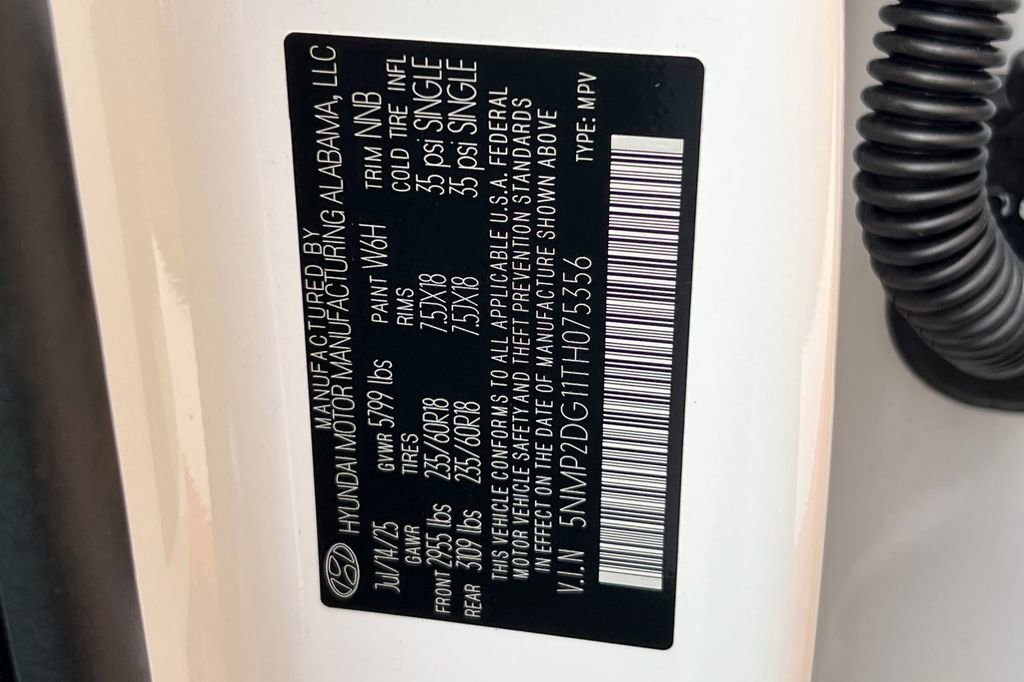 MANUFACTURED BY
HYUNDAI MOTOR MANUFACTURING ALABAMA, LLC
JUL/14/25 GVWR 5799 lbs PAINT W6H TRIM NNB
GAWR TIRES RIMS COLD TIRE INFL
FRONT 2955 lbs 235/60R18 7.5JX18 35 psi SINGLE
REAR 3109 lbs 235/60R18 7.5JX18 35 psi SINGLE
THIS VEHICLE CONFORMS TO ALL APPLICABLE U.S.A. FEDERAL
MOTOR VEHICLE SAFETY AND THEFT PREVENTION STANDARDS
IN EFFECT ON THE DATE OF MANUFACTURE SHOWN ABOVE
V.I.N 5NMP2DG11TH075356 TYPE: MPV